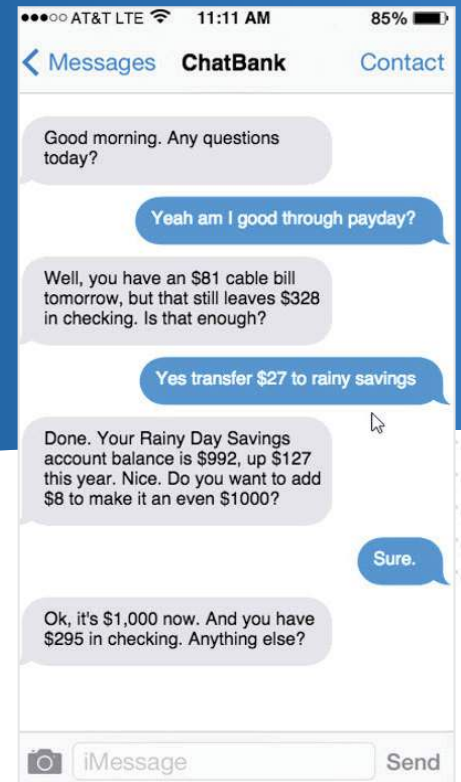 AT&T LTE 11:11 AM 85%
Messages ChatBank Contact
Good morning. Any questions
today?
Yeah am I good through payday?
Well, you have an $81 cable bill
tomorrow, but that still leaves $328
in checking. Is that enough?
Yes transfer $27 to rainy savings
Done. Your Rainy Day Savings
account balance is $992, up $127
this year. Nice. Do you want to add
$8 to make it an even $1000?
Sure.
Ok, it's $1,000 now. And you have
$295 in checking. Anything else?
iMessage Send